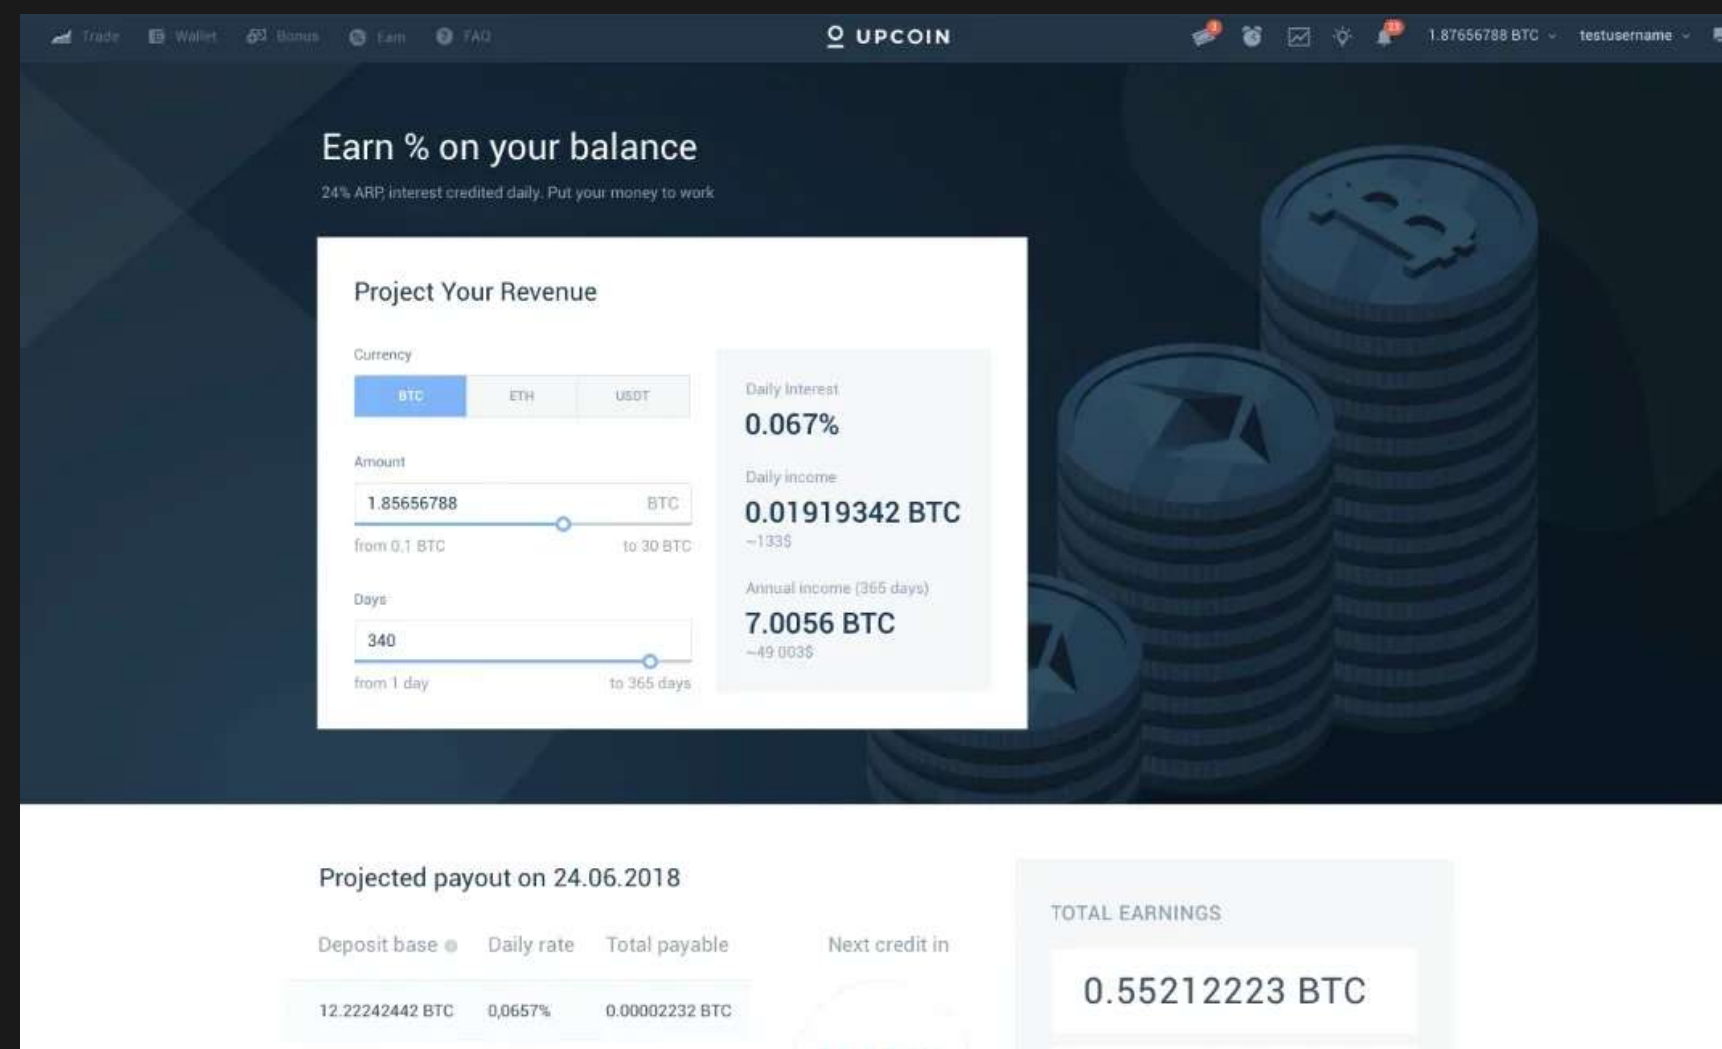 Trade Wallet Bonus Earn FAQ UPCOIN 3 23 1.87656788 BTC testusername
Earn % on your balance
24% ARP, interest credited daily. Put your money to work
Project Your Revenue
Currency
BTC ETH USDT
Amount
1.85656788 BTC
from 0,1 BTC to 30 BTC
Days
340
from 1 day to 365 days
Daily Interest
0.067%
Daily income
0.01919342 BTC
~133$
Annual income (365 days)
7.0056 BTC
~49 003$
Projected payout on 24.06.2018
Deposit base Daily rate Total payable
12.22242442 BTC 0,0657% 0.00002232 BTC
Next credit in
TOTAL EARNINGS
0.55212223 BTC